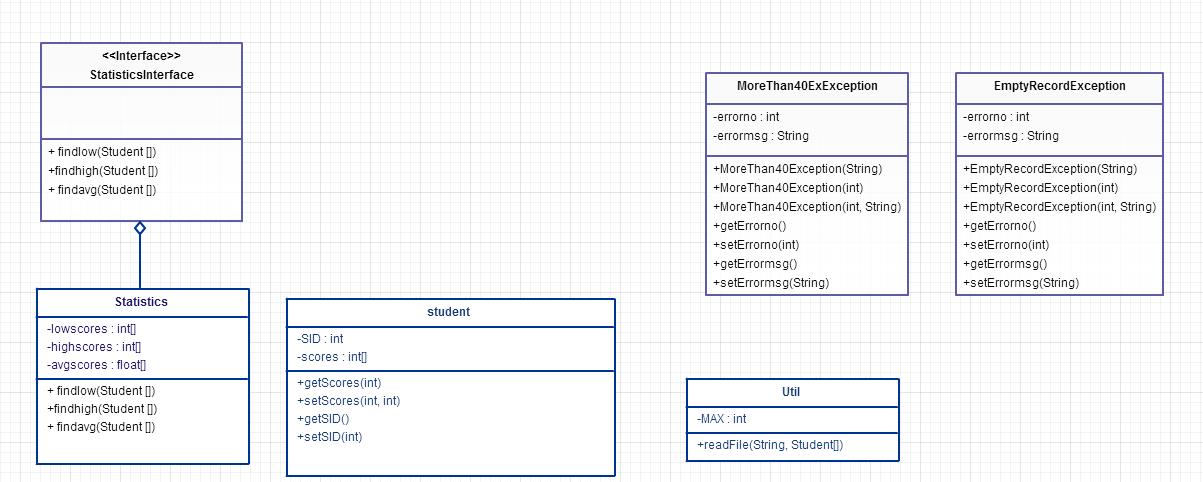 <<Interface>>
StatisticsInterface
+ findlow(Student [])
+findhigh(Student [])
+ findavg(Student [])
Statistics
-lowscores : int[]
-highscores : int[]
-avgscores : float[]
+ findlow(Student [])
+findhigh(Student [])
+ findavg(Student [])
student
-SID : int
-scores : int[]
+getScores(int)
+setScores(int, int)
+getSID()
+setSID(int)
MoreThan40ExException
-errorno : int
-errormsg : String
+MoreThan40Exception(String)
+MoreThan40Exception(int)
+MoreThan40Exception(int, String)
+getErrorno()
+setErrorno(int)
+getErrormsg()
+setErrormsg(String)
EmptyRecordException
-errorno : int
-errormsg : String
+EmptyRecordException(String)
+EmptyRecordException(int)
+EmptyRecordException(int, String)
+getErrorno()
+setErrorno(int)
+getErrormsg()
+setErrormsg(String)
Util
-MAX : int
+readFile(String, Student[])